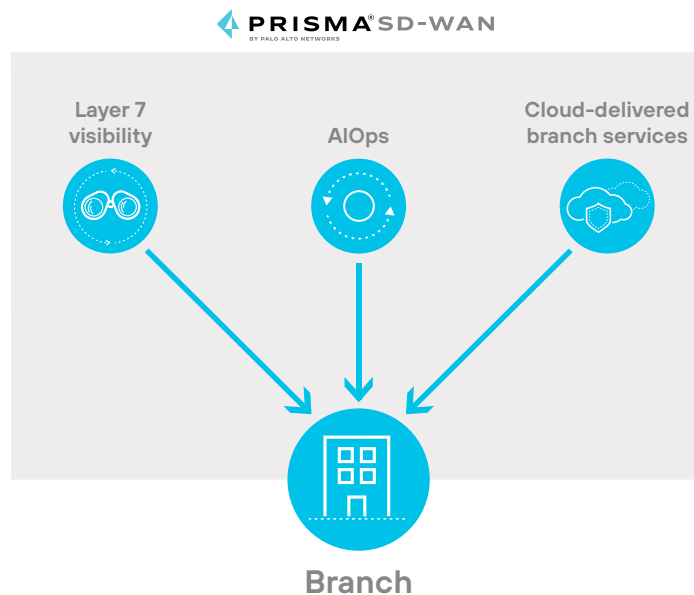 PRISMA® SD-WAN
BY PALO ALTO NETWORKS
Layer 7
visibility
AIOps
Cloud-delivered
branch services
Branch